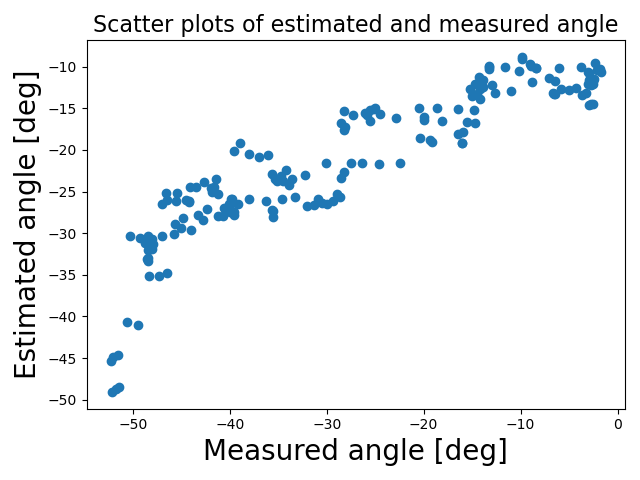 Scatter plots of estimated and measured angle
Estimated angle [deg]
−10
−15
−20
−25
−30
−35
−40
−45
−50
−50 −40 −30 −20 −10 0
Measured angle [deg]